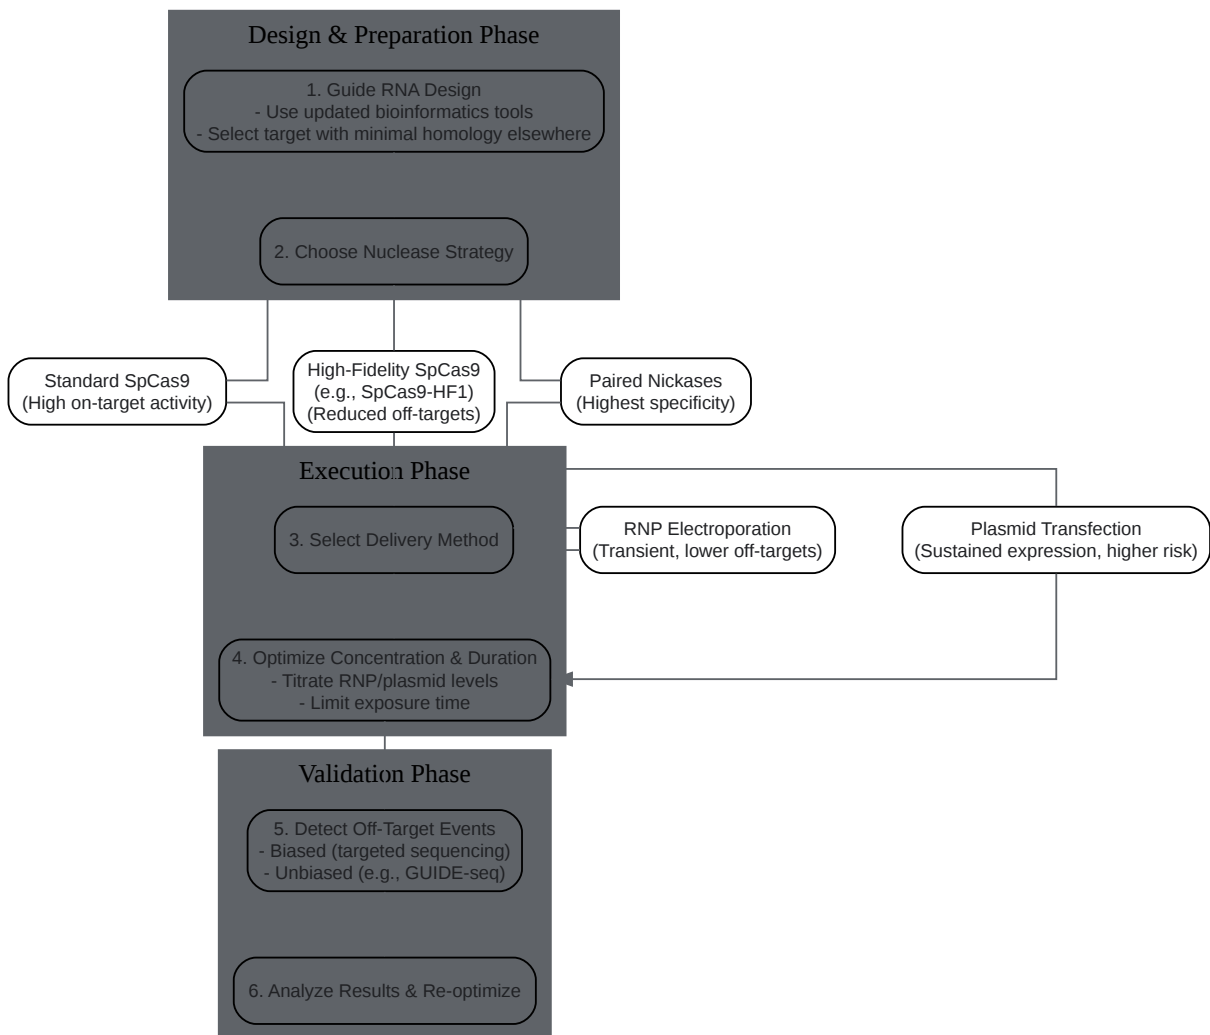 Design & Preparation Phase
1. Guide RNA Design
- Use updated bioinformatics tools
- Select target with minimal homology elsewhere
2. Choose Nuclease Strategy
Standard SpCas9
(High on-target activity)
High-Fidelity SpCas9
(e.g., SpCas9-HF1)
(Reduced off-targets)
Paired Nickases
(Highest specificity)
Execution Phase
3. Select Delivery Method
RNP Electroporation
(Transient, lower off-targets)
Plasmid Transfection
(Sustained expression, higher risk)
4. Optimize Concentration & Duration
- Titrate RNP/plasmid levels
- Limit exposure time
Validation Phase
5. Detect Off-Target Events
- Biased (targeted sequencing)
- Unbiased (e.g., GUIDE-seq)
6. Analyze Results & Re-optimize